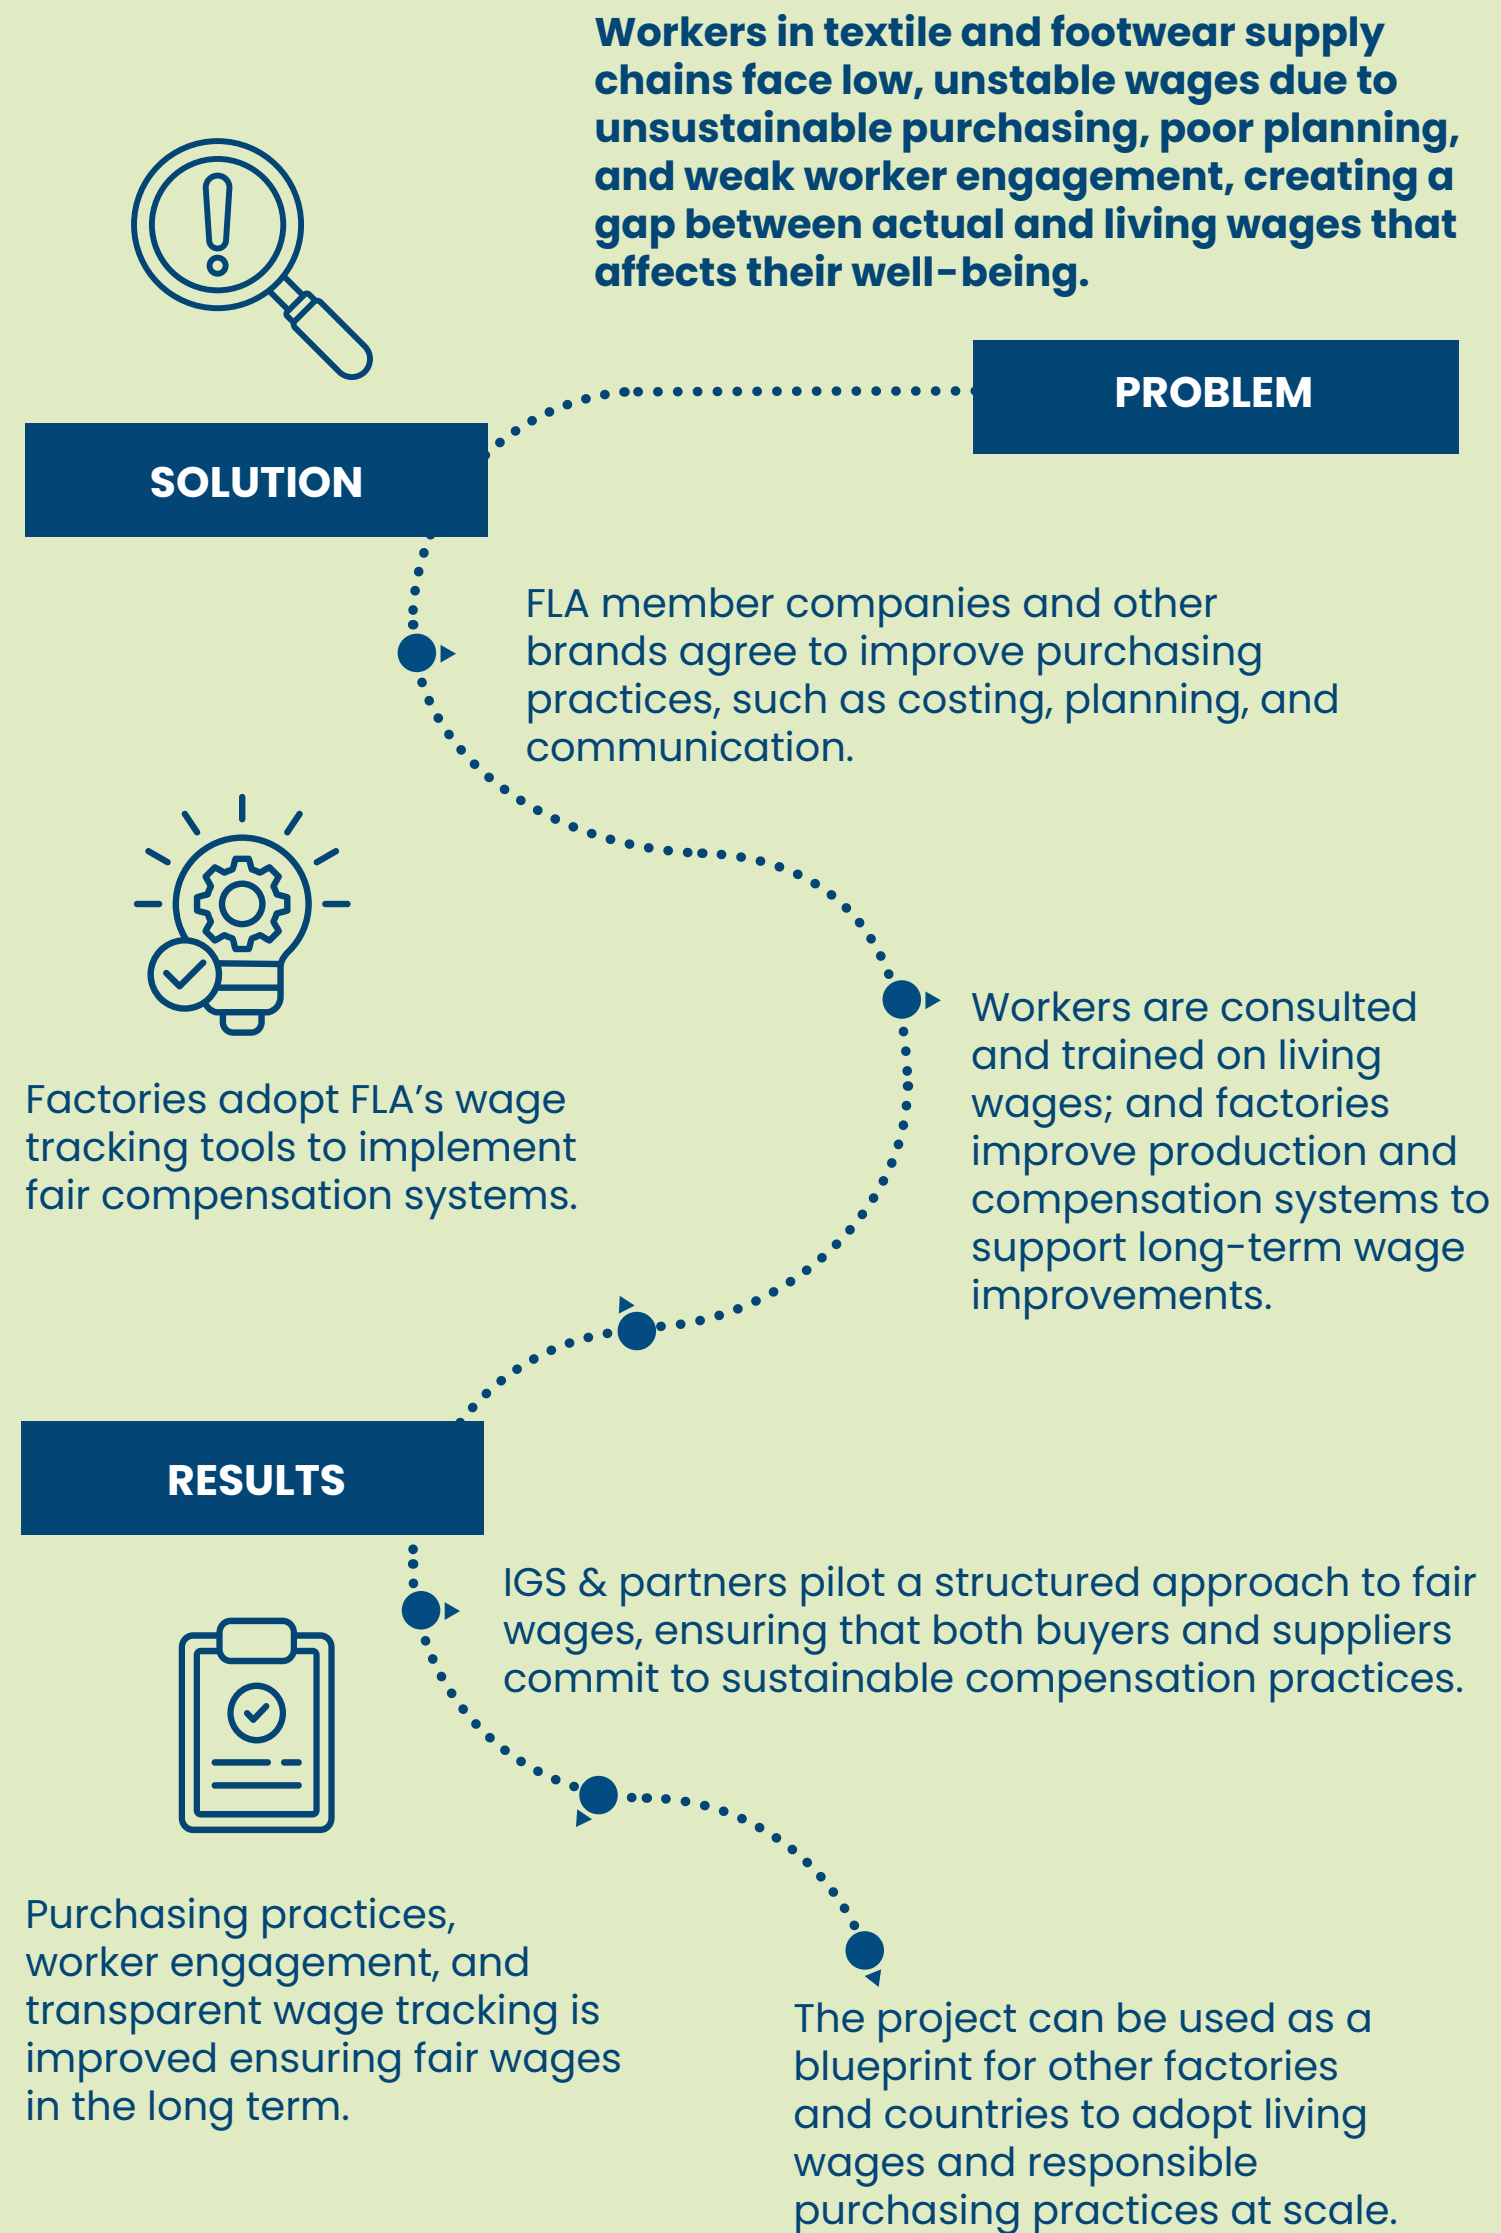 Workers in textile and footwear supply
chains face low, unstable wages due to
unsustainable purchasing, poor planning,
and weak worker engagement, creating a
gap between actual and living wages that
affects their well-being.
PROBLEM
SOLUTION
FLA member companies and other
brands agree to improve purchasing
practices, such as costing, planning, and
communication.
Workers are consulted
and trained on living
wages; and factories
improve production and
compensation systems to
support long-term wage
improvements.
Factories adopt FLA’s wage
tracking tools to implement
fair compensation systems.
RESULTS
IGS & partners pilot a structured approach to fair
wages, ensuring that both buyers and suppliers
commit to sustainable compensation practices.
Purchasing practices,
worker engagement, and
transparent wage tracking is
improved ensuring fair wages
in the long term.
The project can be used as a
blueprint for other factories
and countries to adopt living
wages and responsible
purchasing practices at scale.